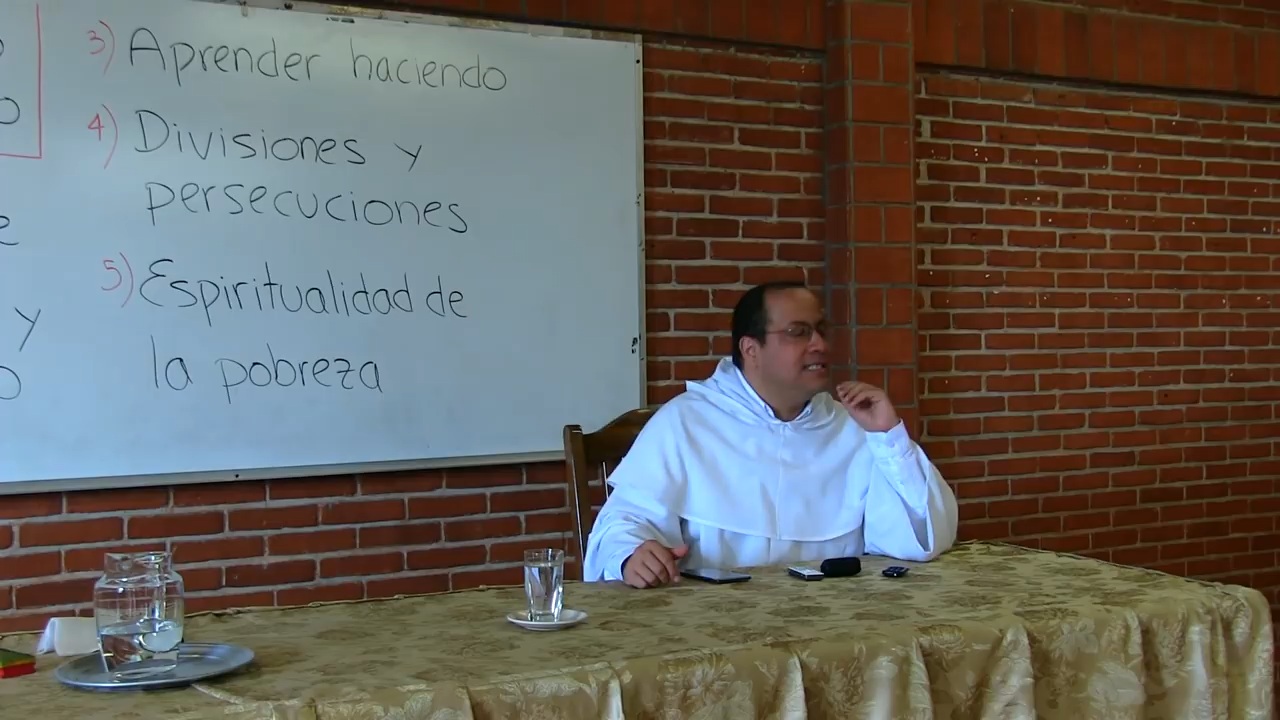 3) Aprender haciendo
4) Divisiones y
persecuciones
5) Espiritualidad de
la pobreza
y